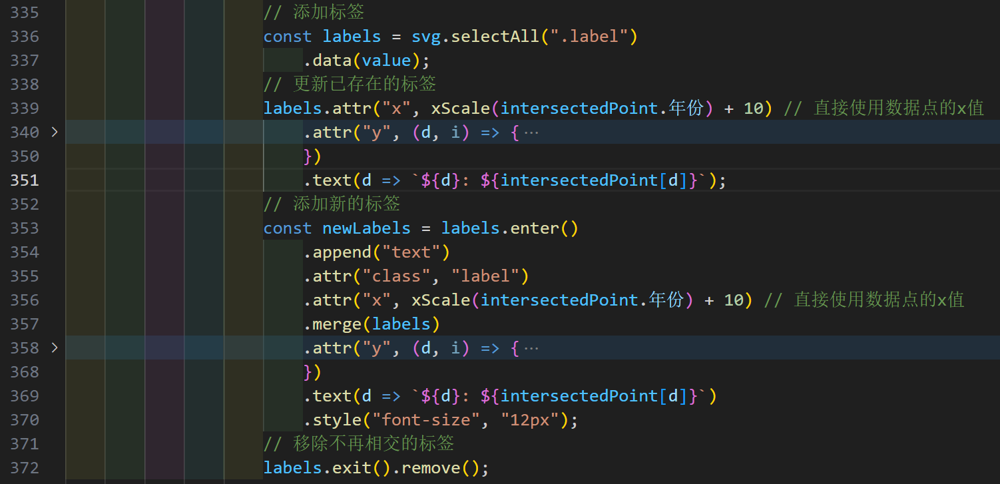 335 // 添加标签
336 const labels = svg.selectAll(".label")
337 .data(value);
338 // 更新已存在的标签
339 labels.attr("x", xScale(intersectedPoint.年份) + 10) // 直接使用数据点的x值
340 > .attr("y", (d, i) => { ···
350 })
351 .text(d => `${d}: ${intersectedPoint[d]}`);
352 // 添加新的标签
353 const newLabels = labels.enter()
354 .append("text")
355 .attr("class", "label")
356 .attr("x", xScale(intersectedPoint.年份) + 10) // 直接使用数据点的x值
357 .merge(labels)
358 > .attr("y", (d, i) => { ···
368 })
369 .text(d => `${d}: ${intersectedPoint[d]}`)
370 .style("font-size", "12px");
371 // 移除不再相交的标签
372 labels.exit().remove();